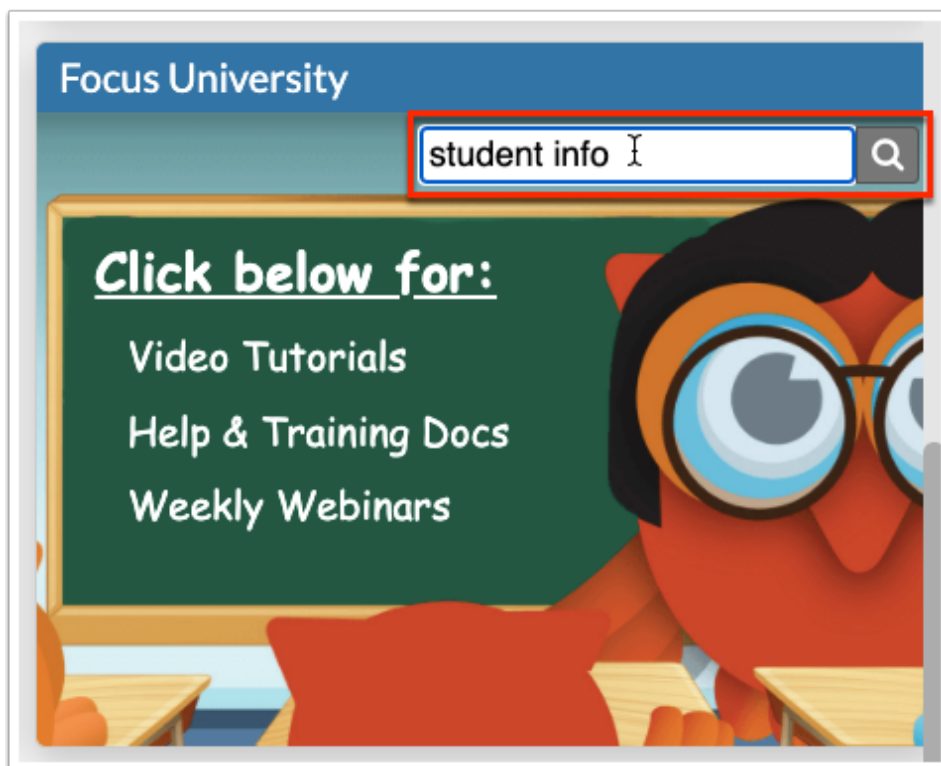 Focus University
student info
Click below for:
Video Tutorials
Help & Training Docs
Weekly Webinars